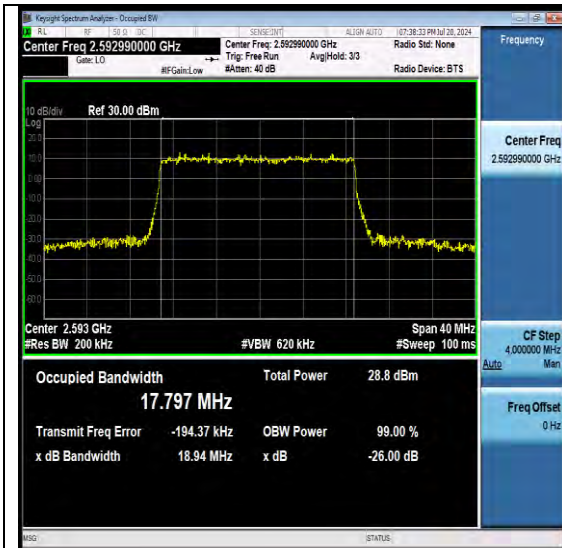 Keysight Spectrum Analyzer - Occupied BW
RL RF 50 Ω DC SENSE:INT ALIGN AUTO 07:38:33 PM Jul 20, 2024
Center Freq 2.592990000 GHz
Center Freq: 2.592990000 GHz
Radio Std: None
Gate: LO
Trig: Free Run
Avg|Hold: 3/3
#IFGain:Low
#Atten: 40 dB
Radio Device: BTS
Frequency
10 dB/div Ref 30.00 dBm
Log
20.0
10.0
0.00
-10.0
-20.0
-30.0
-40.0
-50.0
-60.0
Center Freq
2.592990000 GHz
Center 2.593 GHz
Span 40 MHz
#Res BW 200 kHz
#VBW 620 kHz
#Sweep 100 ms
CF Step
4.000000 MHz
Auto Man
Occupied Bandwidth
17.797 MHz
Total Power 28.8 dBm
Transmit Freq Error -194.37 kHz
OBW Power 99.00 %
x dB Bandwidth 18.94 MHz
x dB -26.00 dB
Freq Offset
0 Hz
MSG
STATUS